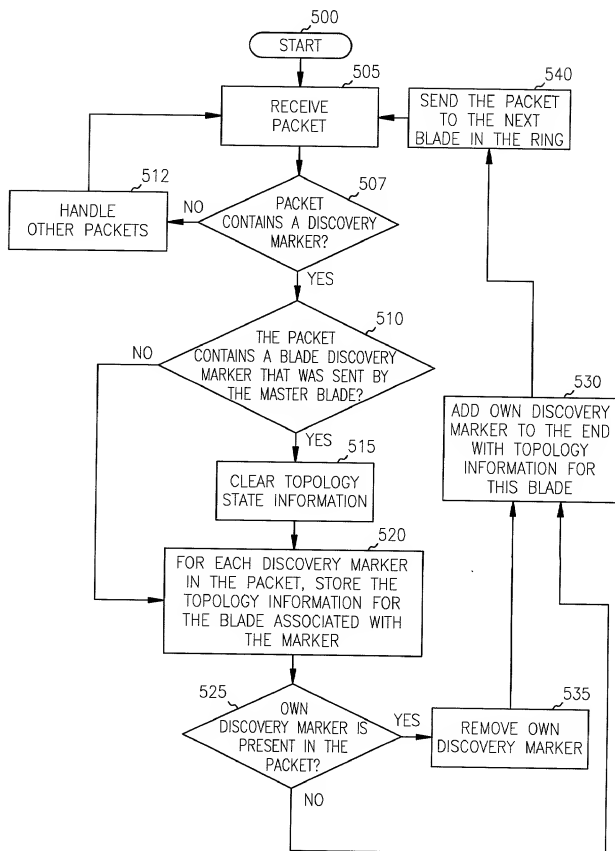 500
START
505
RECEIVE
PACKET
540
SEND THE PACKET
TO THE NEXT
BLADE IN THE RING
512
HANDLE
OTHER PACKETS
NO
507
PACKET
CONTAINS A DISCOVERY
MARKER?
YES
510
NO
THE PACKET
CONTAINS A BLADE DISCOVERY
MARKER THAT WAS SENT BY
THE MASTER BLADE?
YES
530
ADD OWN DISCOVERY
MARKER TO THE END
WITH TOPOLOGY
INFORMATION FOR
THIS BLADE
515
CLEAR TOPOLOGY
STATE INFORMATION
520
FOR EACH DISCOVERY MARKER
IN THE PACKET, STORE THE
TOPOLOGY INFORMATION FOR
THE BLADE ASSOCIATED WITH
THE MARKER
525
OWN
DISCOVERY MARKER IS
PRESENT IN THE
PACKET?
YES
535
REMOVE OWN
DISCOVERY MARKER
NO